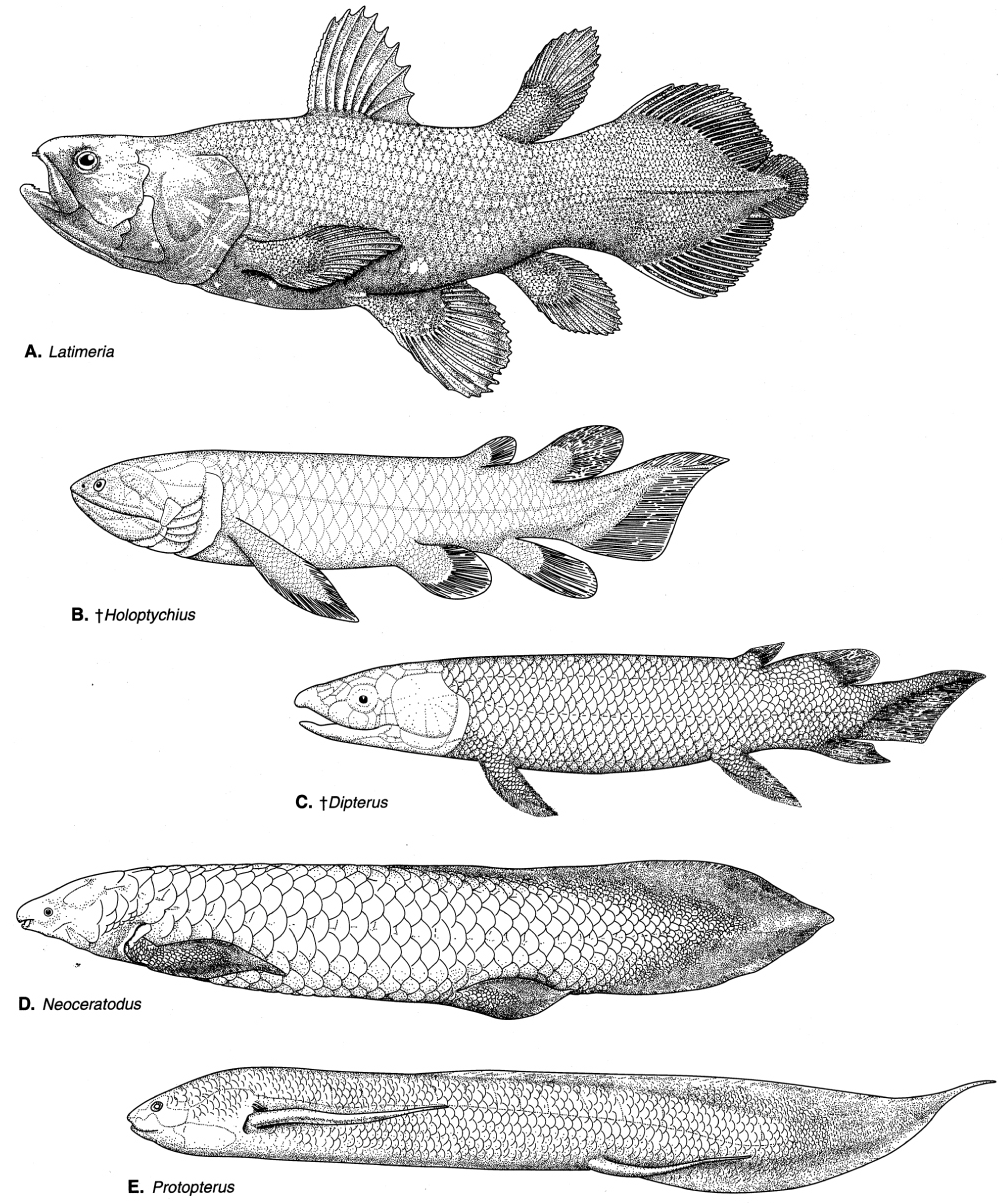 A. Latimeria
B. †Holoptychius
C. †Dipterus
D. Neoceratodus
E. Protopterus